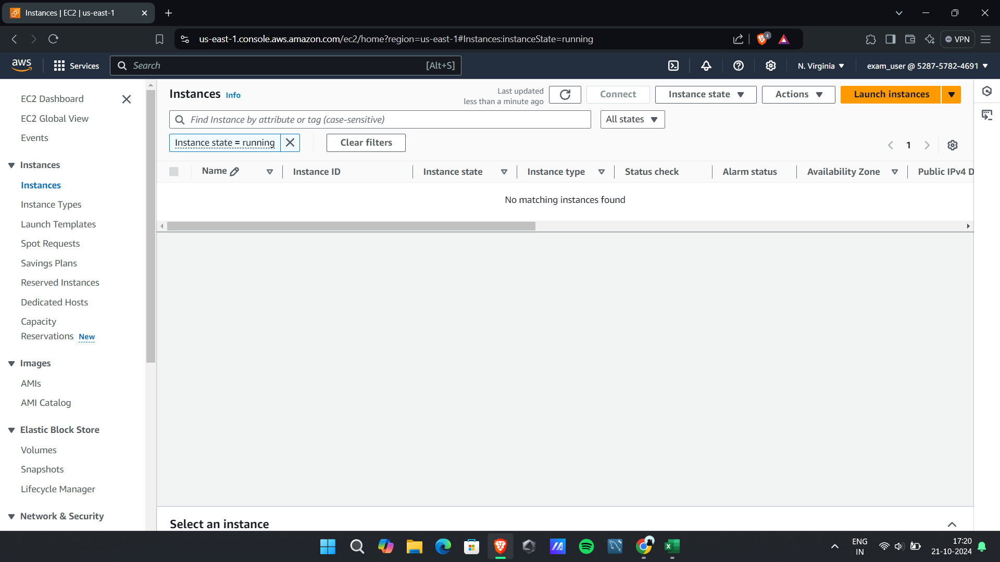 Instances | EC2 | us-east-1
us-east-1.console.aws.amazon.com/ec2/home?region=us-east-1#Instances:instanceState=running
4
VPN
aws
Services
Search
[Alt+S]
N. Virginia
exam_user @ 5287-5782-4691
EC2 Dashboard
EC2 Global View
Events
Instances
Instances
Instance Types
Launch Templates
Spot Requests
Savings Plans
Reserved Instances
Dedicated Hosts
Capacity
Reservations New
Images
AMIs
AMI Catalog
Elastic Block Store
Volumes
Snapshots
Lifecycle Manager
Network & Security
Instances Info
Last updated
less than a minute ago
Connect
Instance state
Actions
Launch instances
Find Instance by attribute or tag (case-sensitive)
All states
Instance state = running
Clear filters
1
Name
Instance ID
Instance state
Instance type
Status check
Alarm status
Availability Zone
Public IPv4 D
No matching instances found
Select an instance
ENG
IN
17:20
21-10-2024